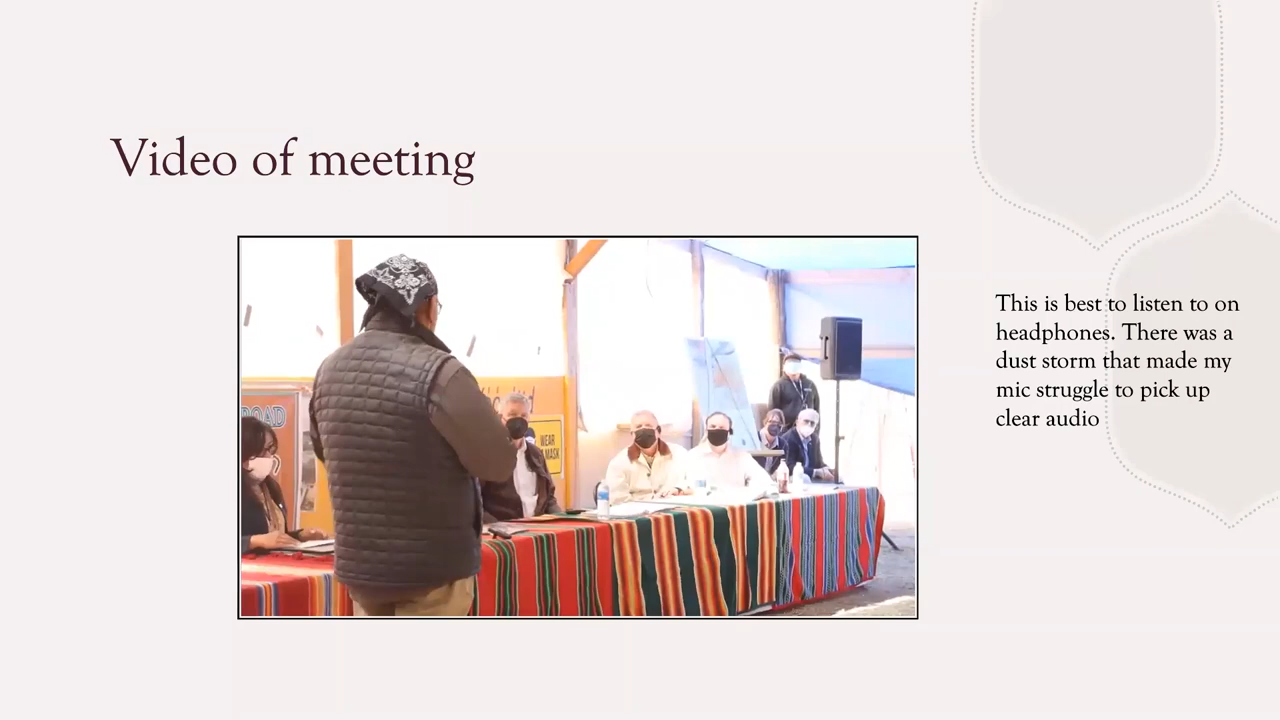 Video of meeting
This is best to listen to on
headphones. There was a
dust storm that made my
mic struggle to pick up
clear audio
ROAD
WEAR
A MASK